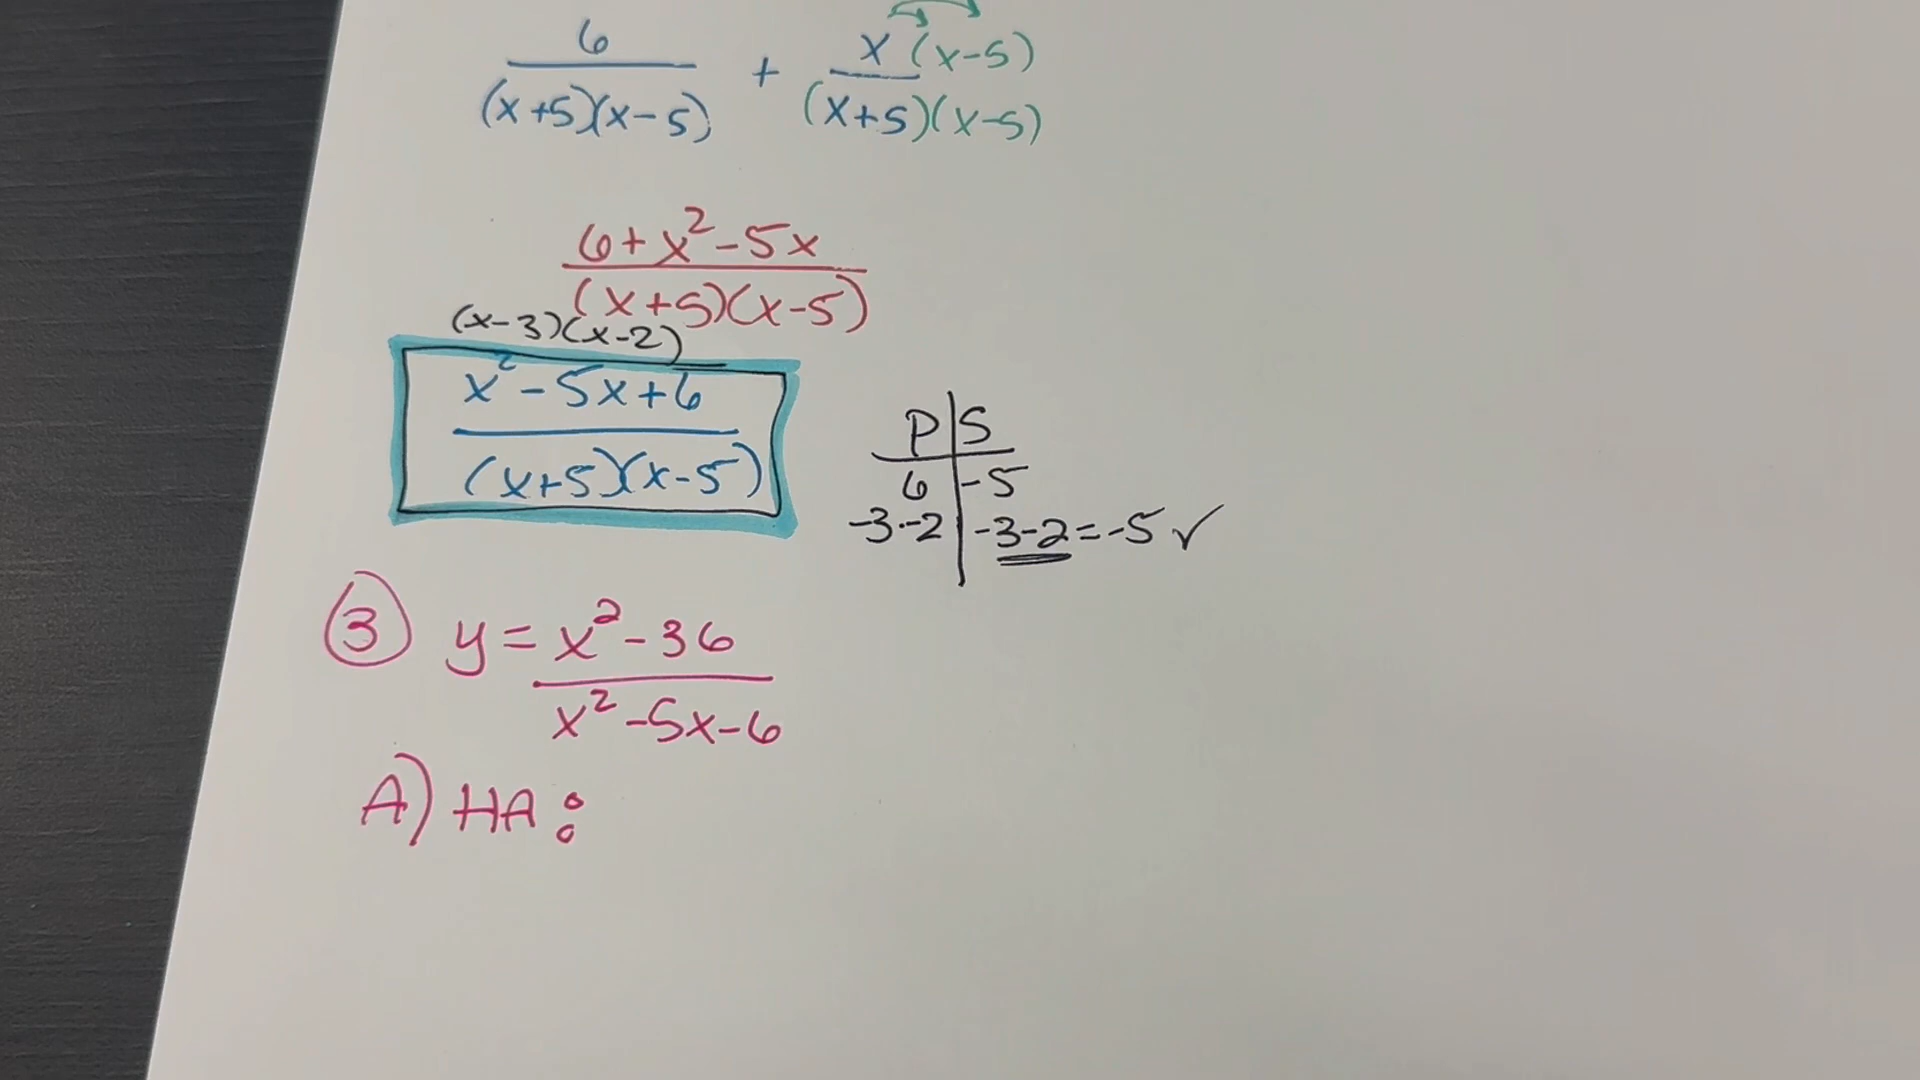 6 / (x+5)(x-5) + x(x-5) / (x+5)(x-5)
6+x²-5x / (x+5)(x-5)
(x-3)(x-2)
x²-5x+6 / (x+5)(x-5)
P | S
6 | -5
-3·-2 | -3-2=-5 ✓
③ y = x²-36 / x²-5x-6
A) HA: